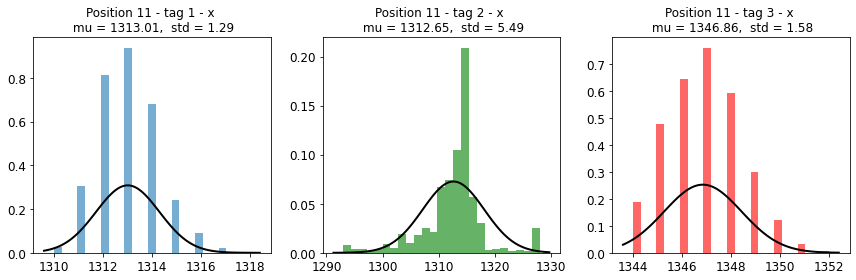 Position 11 - tag 1 - x
mu = 1313.01,  std = 1.29
0.8
0.6
0.4
0.2
0.0
1310 1312 1314 1316 1318
Position 11 - tag 2 - x
mu = 1312.65,  std = 5.49
0.20
0.15
0.10
0.05
0.00
1290 1300 1310 1320 1330
Position 11 - tag 3 - x
mu = 1346.86,  std = 1.58
0.8
0.7
0.6
0.5
0.4
0.3
0.2
0.1
0.0
1344 1346 1348 1350 1352